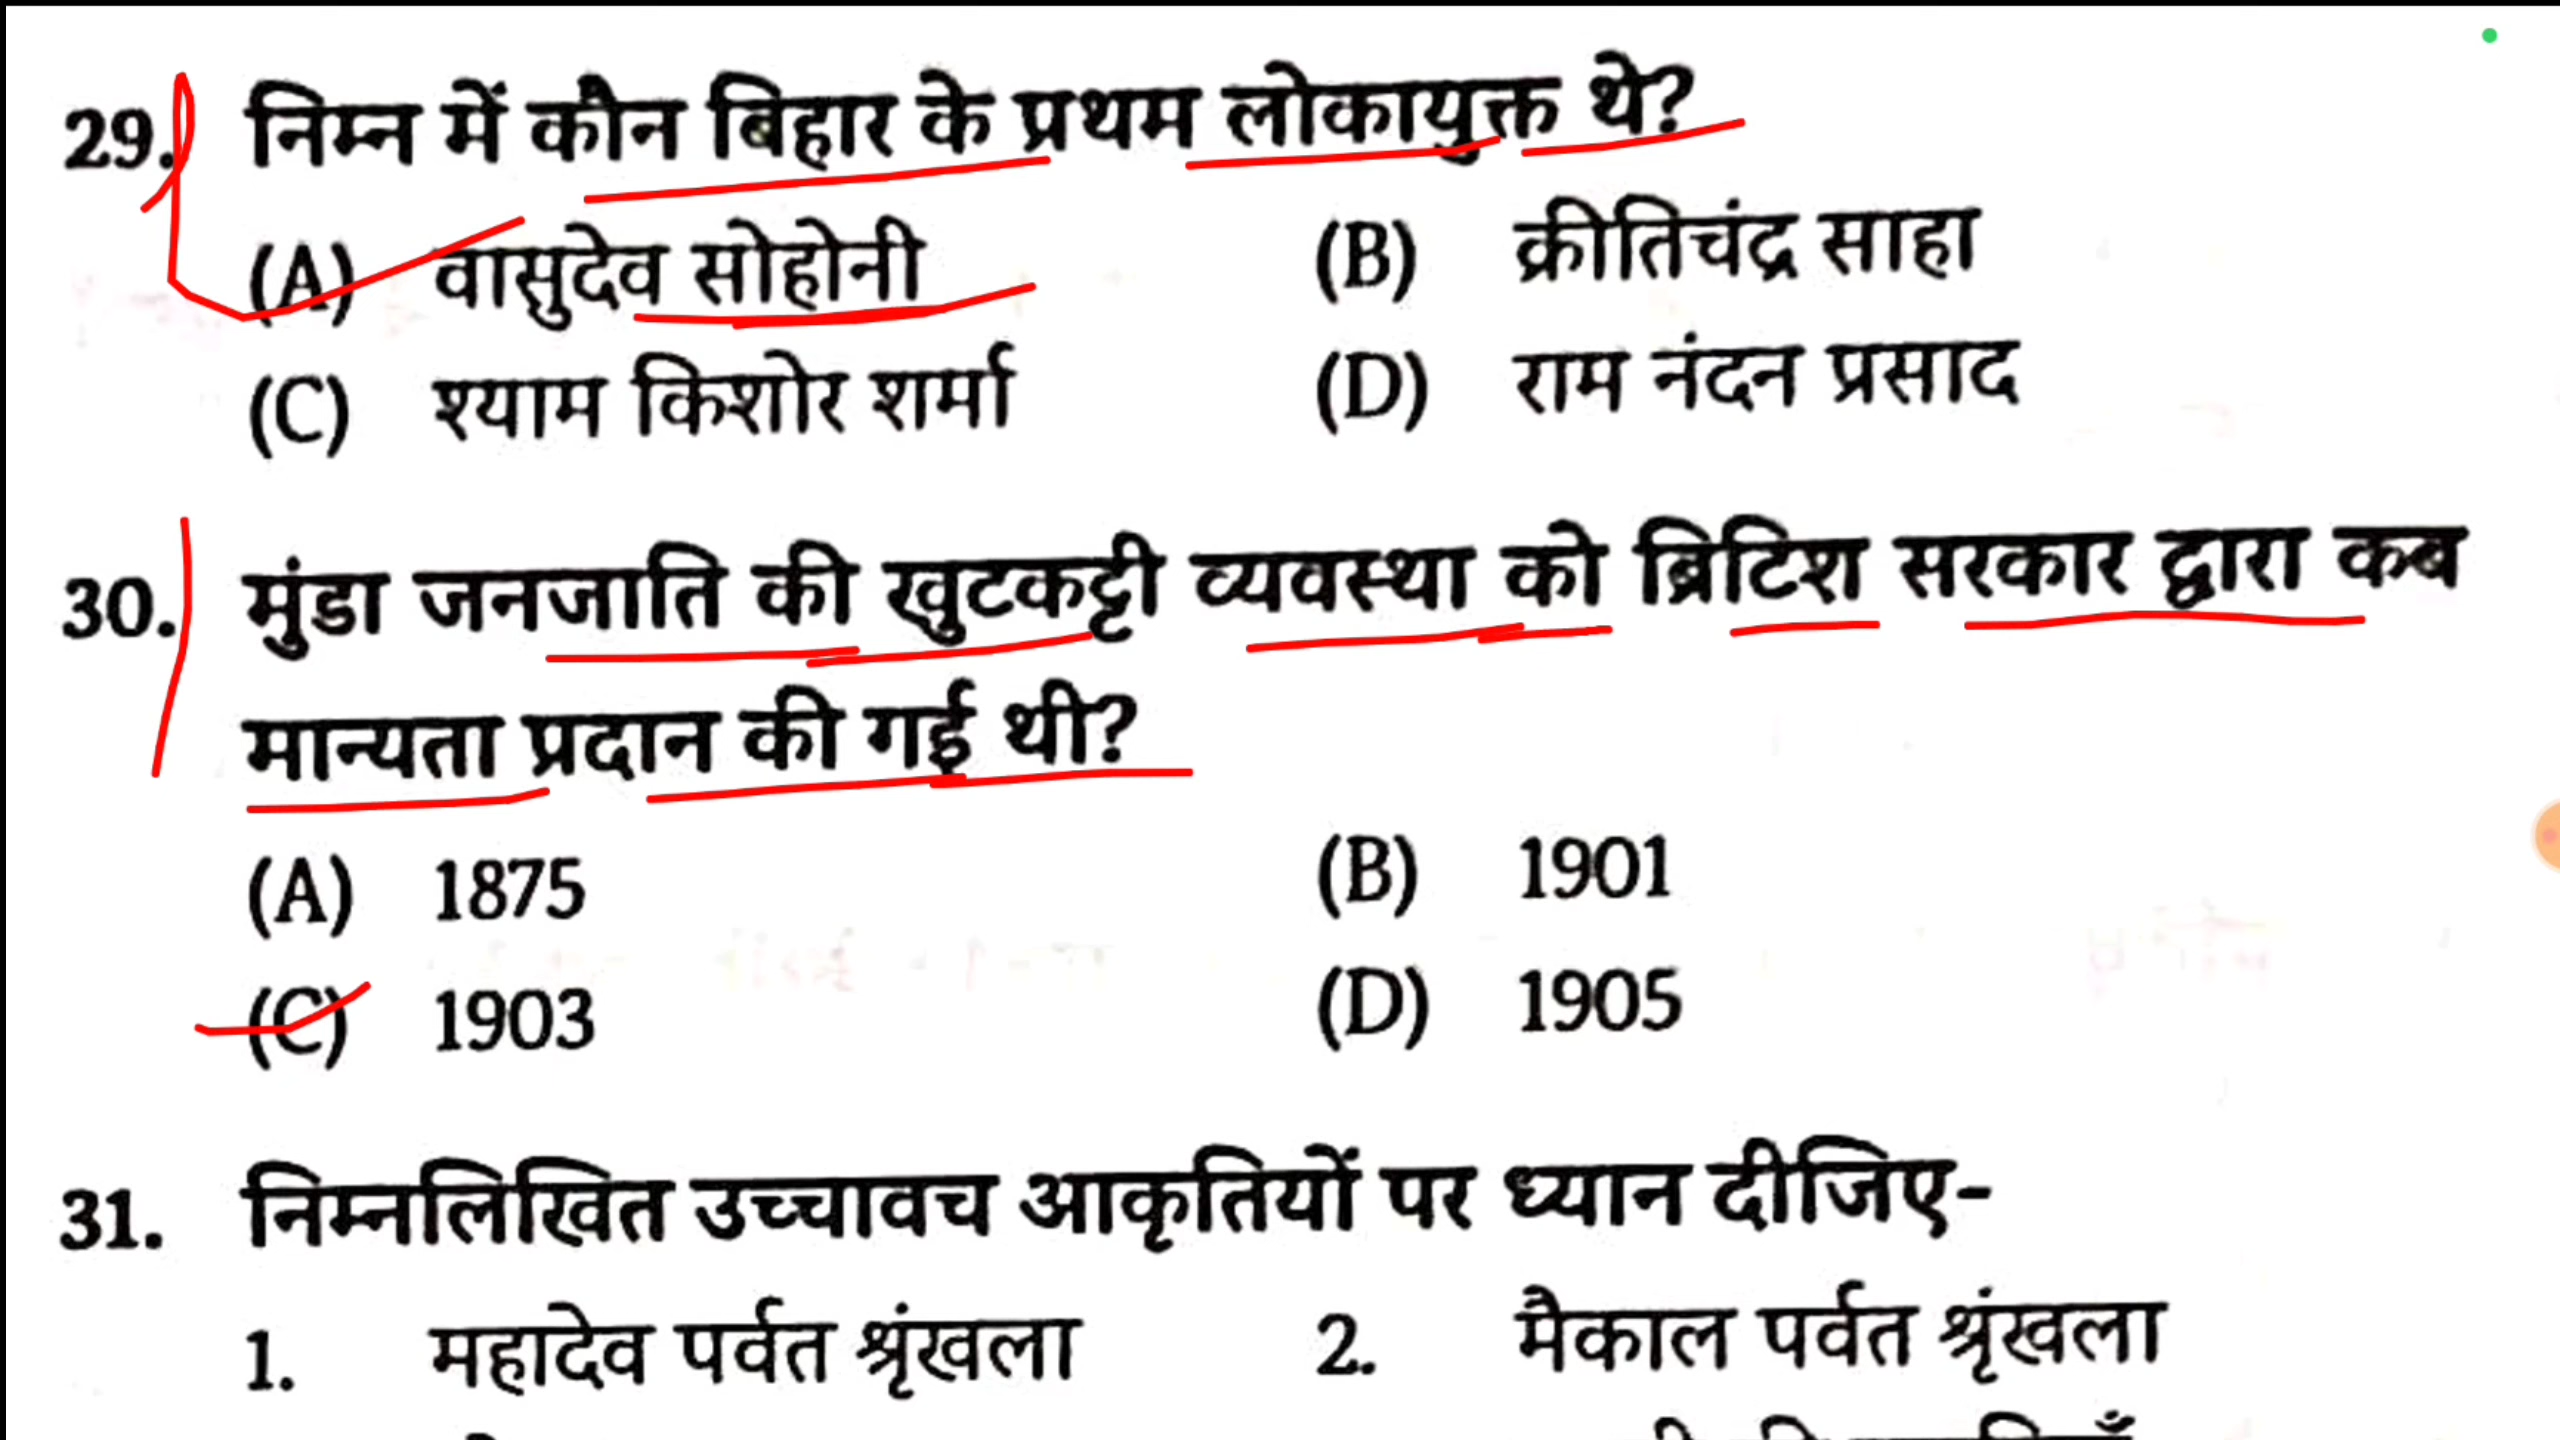 29. निम्न में कौन बिहार के प्रथम लोकायुक्त थे?
(A) वासुदेव सोहोनी (B) क्रीतिचंद्र साहा
(C) श्याम किशोर शर्मा (D) राम नंदन प्रसाद
30. मुंडा जनजाति की खुटकट्टी व्यवस्था को ब्रिटिश सरकार द्वारा कब
मान्यता प्रदान की गई थी?
(A) 1875 (B) 1901
(C) 1903 (D) 1905
31. निम्नलिखित उच्चावच आकृतियों पर ध्यान दीजिए-
1. महादेव पर्वत श्रृंखला 2. मैकाल पर्वत श्रृंखला